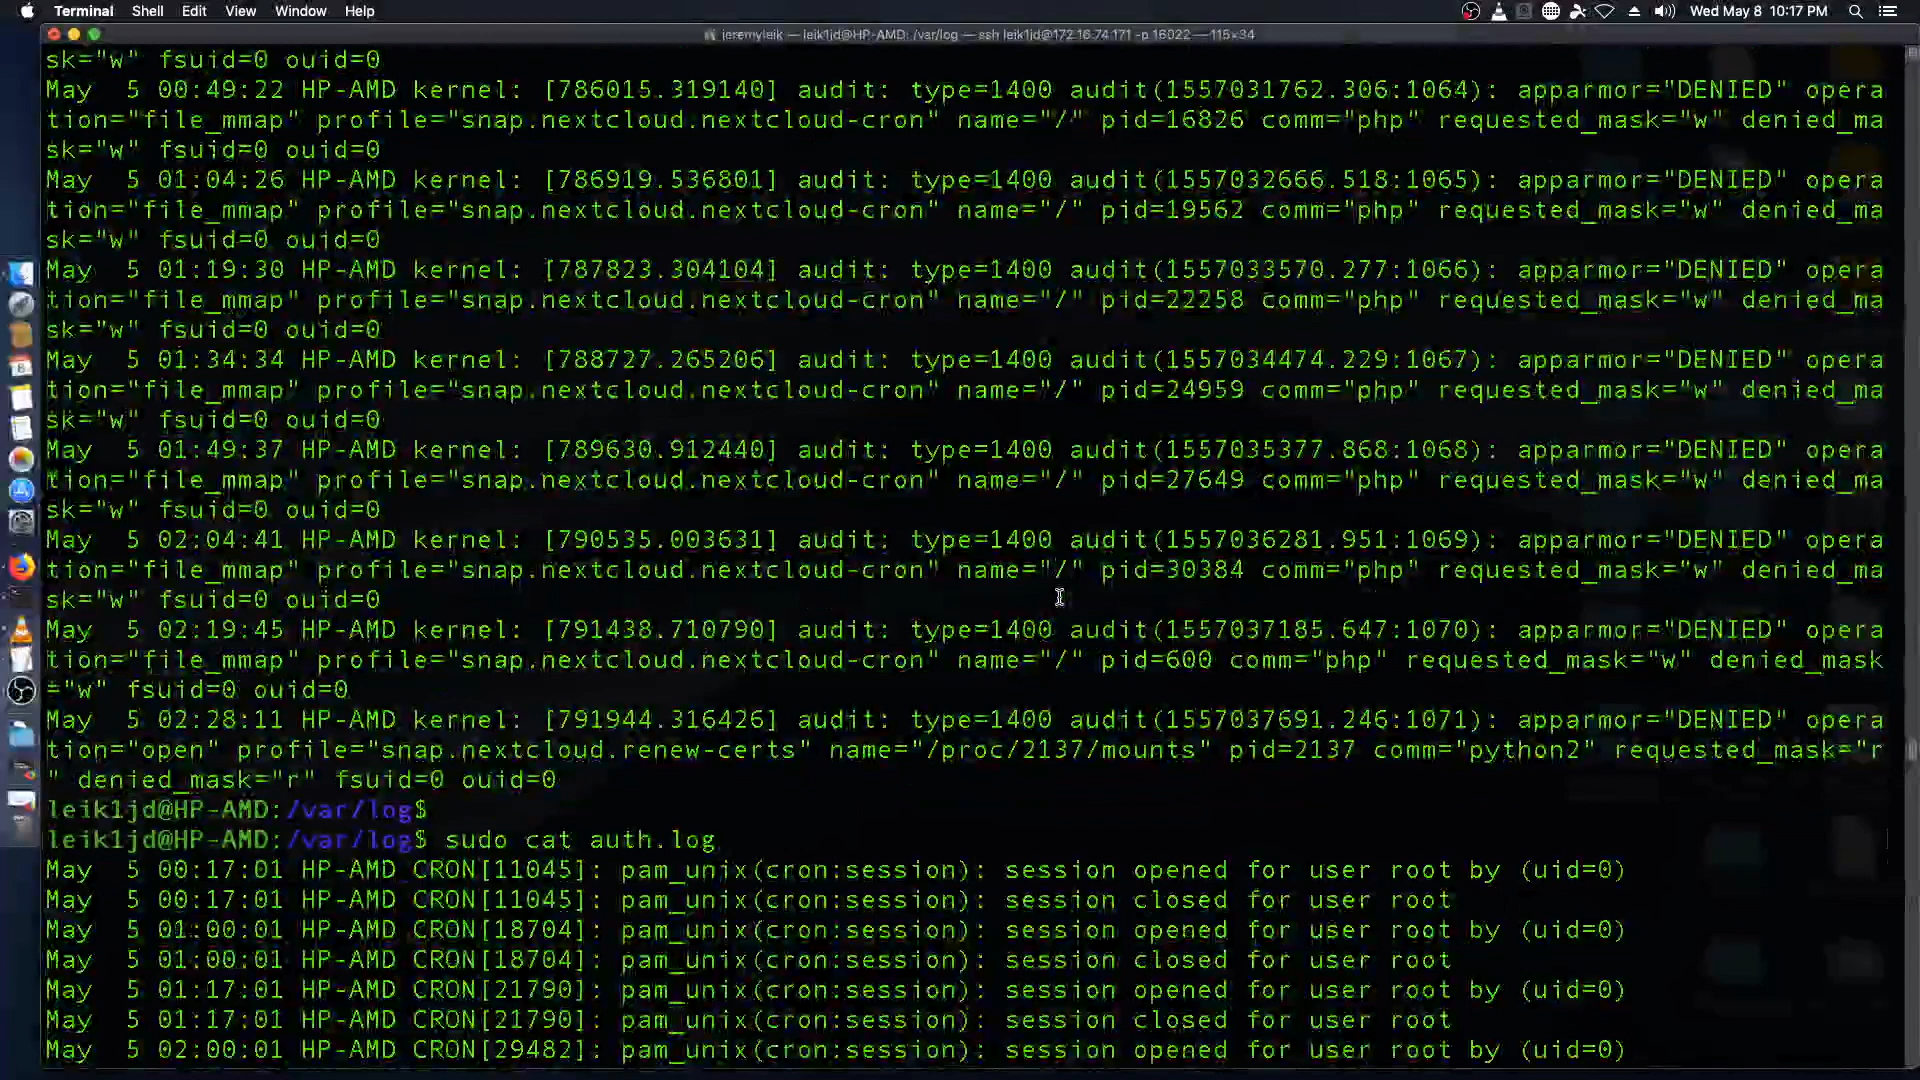 Terminal Shell Edit View Window Help Wed May 8 10:17 PM
jeremyleik — leik1jd@HP-AMD: /var/log — ssh leik1jd@172.16.74.171 -p 16022 — 115×34
sk="w" fsuid=0 ouid=0
May  5 00:49:22 HP-AMD kernel: [786015.319140] audit: type=1400 audit(1557031762.306:1064): apparmor="DENIED" opera
tion="file_mmap" profile="snap.nextcloud.nextcloud-cron" name="/" pid=16826 comm="php" requested_mask="w" denied_ma
sk="w" fsuid=0 ouid=0
May  5 01:04:26 HP-AMD kernel: [786919.536801] audit: type=1400 audit(1557032666.518:1065): apparmor="DENIED" opera
tion="file_mmap" profile="snap.nextcloud.nextcloud-cron" name="/" pid=19562 comm="php" requested_mask="w" denied_ma
sk="w" fsuid=0 ouid=0
May  5 01:19:30 HP-AMD kernel: [787823.304104] audit: type=1400 audit(1557033570.277:1066): apparmor="DENIED" opera
tion="file_mmap" profile="snap.nextcloud.nextcloud-cron" name="/" pid=22258 comm="php" requested_mask="w" denied_ma
sk="w" fsuid=0 ouid=0
May  5 01:34:34 HP-AMD kernel: [788727.265206] audit: type=1400 audit(1557034474.229:1067): apparmor="DENIED" opera
tion="file_mmap" profile="snap.nextcloud.nextcloud-cron" name="/" pid=24959 comm="php" requested_mask="w" denied_ma
sk="w" fsuid=0 ouid=0
May  5 01:49:37 HP-AMD kernel: [789630.912440] audit: type=1400 audit(1557035377.868:1068): apparmor="DENIED" opera
tion="file_mmap" profile="snap.nextcloud.nextcloud-cron" name="/" pid=27649 comm="php" requested_mask="w" denied_ma
sk="w" fsuid=0 ouid=0
May  5 02:04:41 HP-AMD kernel: [790535.003631] audit: type=1400 audit(1557036281.951:1069): apparmor="DENIED" opera
tion="file_mmap" profile="snap.nextcloud.nextcloud-cron" name="/" pid=30384 comm="php" requested_mask="w" denied_ma
sk="w" fsuid=0 ouid=0
May  5 02:19:45 HP-AMD kernel: [791438.710790] audit: type=1400 audit(1557037185.647:1070): apparmor="DENIED" opera
tion="file_mmap" profile="snap.nextcloud.nextcloud-cron" name="/" pid=600 comm="php" requested_mask="w" denied_mask
="w" fsuid=0 ouid=0
May  5 02:28:11 HP-AMD kernel: [791944.316426] audit: type=1400 audit(1557037691.246:1071): apparmor="DENIED" opera
tion="open" profile="snap.nextcloud.renew-certs" name="/proc/2137/mounts" pid=2137 comm="python2" requested_mask="r
" denied_mask="r" fsuid=0 ouid=0
leik1jd@HP-AMD:/var/log$
leik1jd@HP-AMD:/var/log$ sudo cat auth.log
May  5 00:17:01 HP-AMD CRON[11045]: pam_unix(cron:session): session opened for user root by (uid=0)
May  5 00:17:01 HP-AMD CRON[11045]: pam_unix(cron:session): session closed for user root
May  5 01:00:01 HP-AMD CRON[18704]: pam_unix(cron:session): session opened for user root by (uid=0)
May  5 01:00:01 HP-AMD CRON[18704]: pam_unix(cron:session): session closed for user root
May  5 01:17:01 HP-AMD CRON[21790]: pam_unix(cron:session): session opened for user root by (uid=0)
May  5 01:17:01 HP-AMD CRON[21790]: pam_unix(cron:session): session closed for user root
May  5 02:00:01 HP-AMD CRON[29482]: pam_unix(cron:session): session opened for user root by (uid=0)